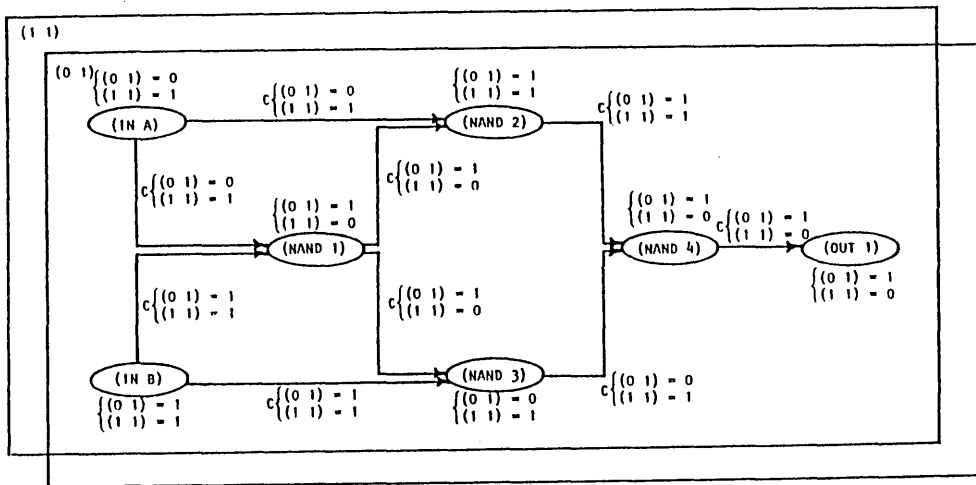 (1 1)
(0 1) {(0 1) = 0
{(1 1) = 1
(IN A)
C{(0 1) = 0
{(1 1) = 1
{(0 1) = 1
{(1 1) = 1
(NAND 2)
C{(0 1) = 1
{(1 1) = 1
C{(0 1) = 0
{(1 1) = 1
{(0 1) = 1
{(1 1) = 0
(NAND 1)
C{(0 1) = 1
{(1 1) = 0
{(0 1) = 1
{(1 1) = 0
(NAND 4)
C{(0 1) = 1
{(1 1) = 0
(OUT 1)
{(0 1) = 1
{(1 1) = 0
C{(0 1) = 1
{(1 1) = 1
C{(0 1) = 1
{(1 1) = 0
(IN B)
{(0 1) = 1
{(1 1) = 1
C{(0 1) = 1
{(1 1) = 1
(NAND 3)
{(0 1) = 0
{(1 1) = 1
C{(0 1) = 0
{(1 1) = 1